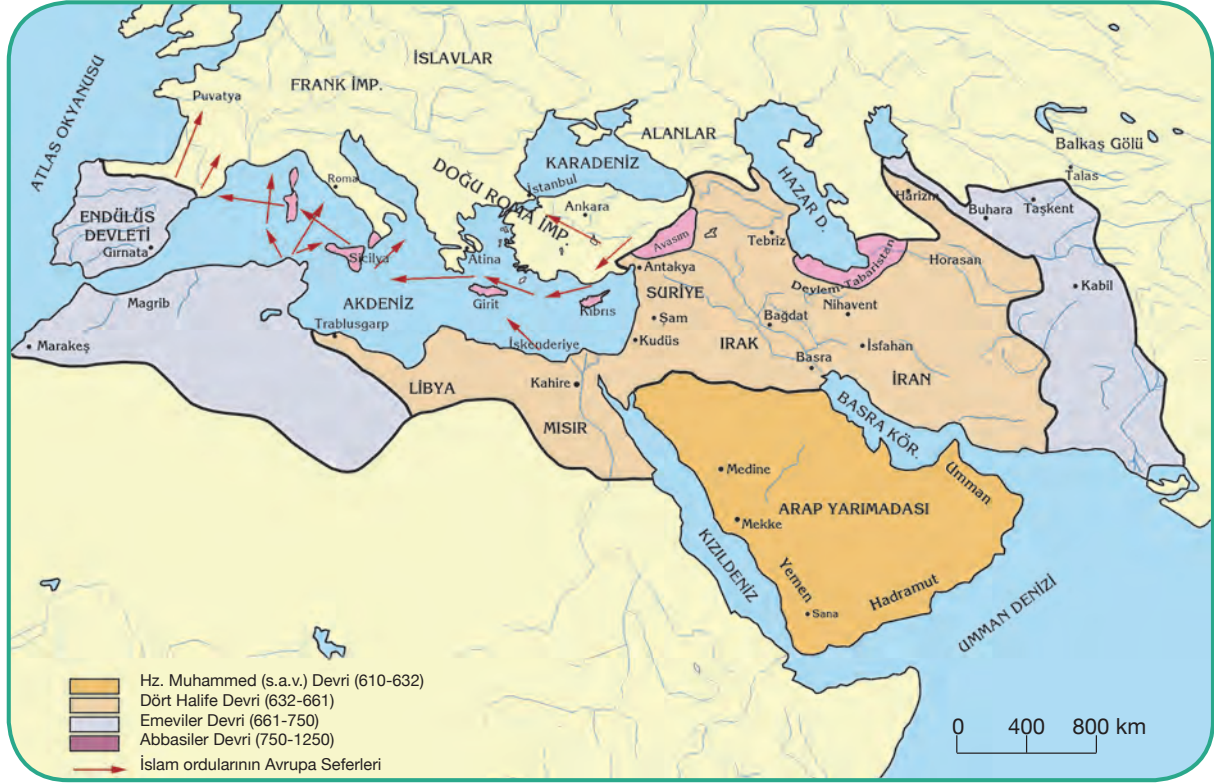 İSLAVLAR
FRANK İMP.
Puvatya
ATLAS OKYANUSU
ALANLAR
Balkaş Gölü
Talas
KARADENİZ
HAZAR D.
Roma
DOĞU ROMA İMP.
İstanbul
Ankara
Harizm
Buhara
Taşkent
ENDÜLÜS
DEVLETİ
Gırnata
Avasım
Tebriz
Horasan
Sicilya
Atina
Antakya
Deylem-Tabaristan
Kabil
Magrib
AKDENİZ
Girit
Kıbrıs
SURİYE
Nihavent
Trablusgarp
Şam
Bağdat
Marakeş
İskenderiye
Kudüs
IRAK
İsfahan
Basra
LİBYA
Kahire
İRAN
MISIR
BASRA KÖR.
Medine
Umman
ARAP YARIMADASI
Mekke
KIZILDENİZ
Yemen
Hadramut
Sana
UMMAN DENİZİ
Hz. Muhammed (s.a.v.) Devri (610-632)
Dört Halife Devri (632-661)
Emeviler Devri (661-750)
Abbasiler Devri (750-1250)
İslam ordularının Avrupa Seferleri
0 400 800 km